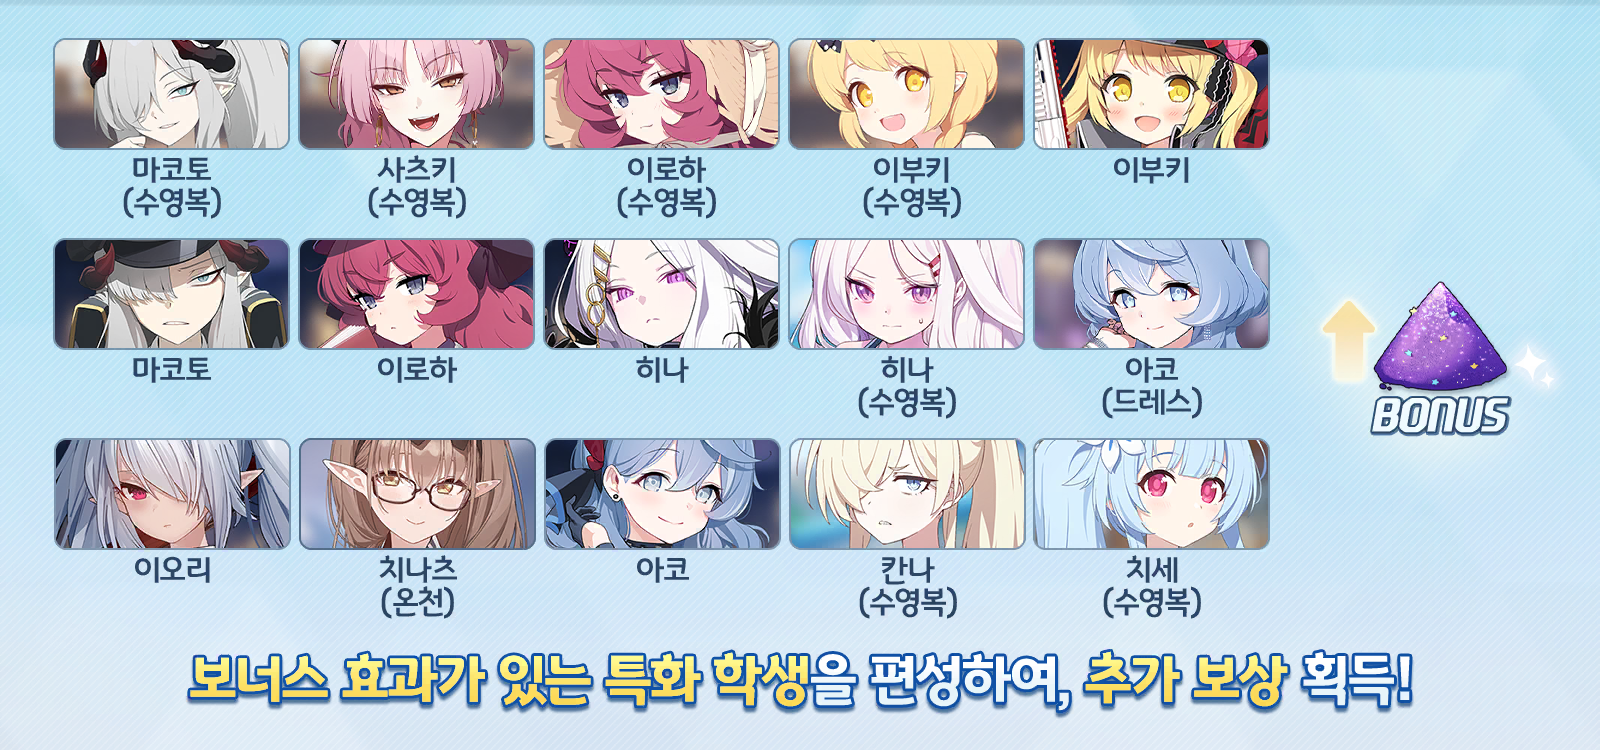 마코토
(수영복)
사츠키
(수영복)
이로하
(수영복)
이부키
(수영복)
이부키
마코토
이로하
히나
히나
(수영복)
아코
(드레스)
BONUS
이오리
치나츠
(온천)
아코
칸나
(수영복)
치세
(수영복)
보너스 효과가 있는 특화 학생을 편성하여, 추가 보상 획득!